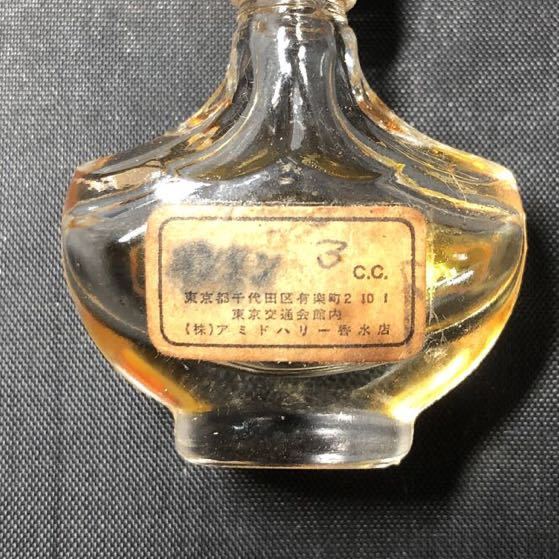 3 C.C.
東京都千代田区有楽町2 10 1
東京交通会館内
(株)アミドハリー香水店